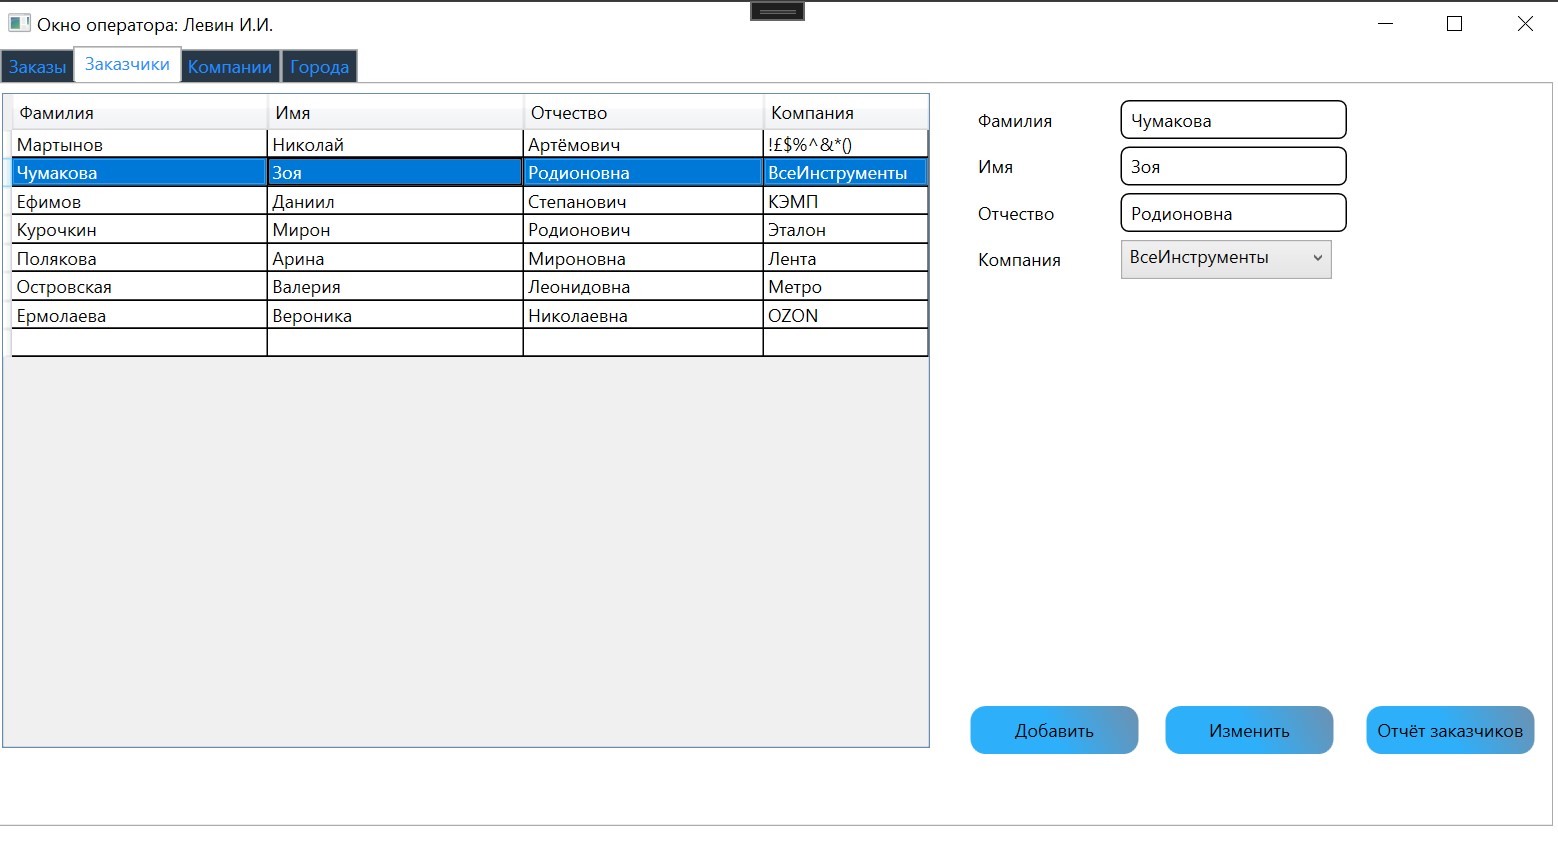 Окно оператора: Левин И.И.
Заказы Заказчики Компании Города
Фамилия Имя Отчество Компания
Мартынов Николай Артёмович !£$%^&*()
Чумакова Зоя Родионовна ВсеИнструменты
Ефимов Даниил Степанович КЭМП
Курочкин Мирон Родионович Эталон
Полякова Арина Мироновна Лента
Островская Валерия Леонидовна Метро
Ермолаева Вероника Николаевна OZON
Фамилия Чумакова
Имя Зоя
Отчество Родионовна
Компания ВсеИнструменты
Добавить Изменить Отчёт заказчиков